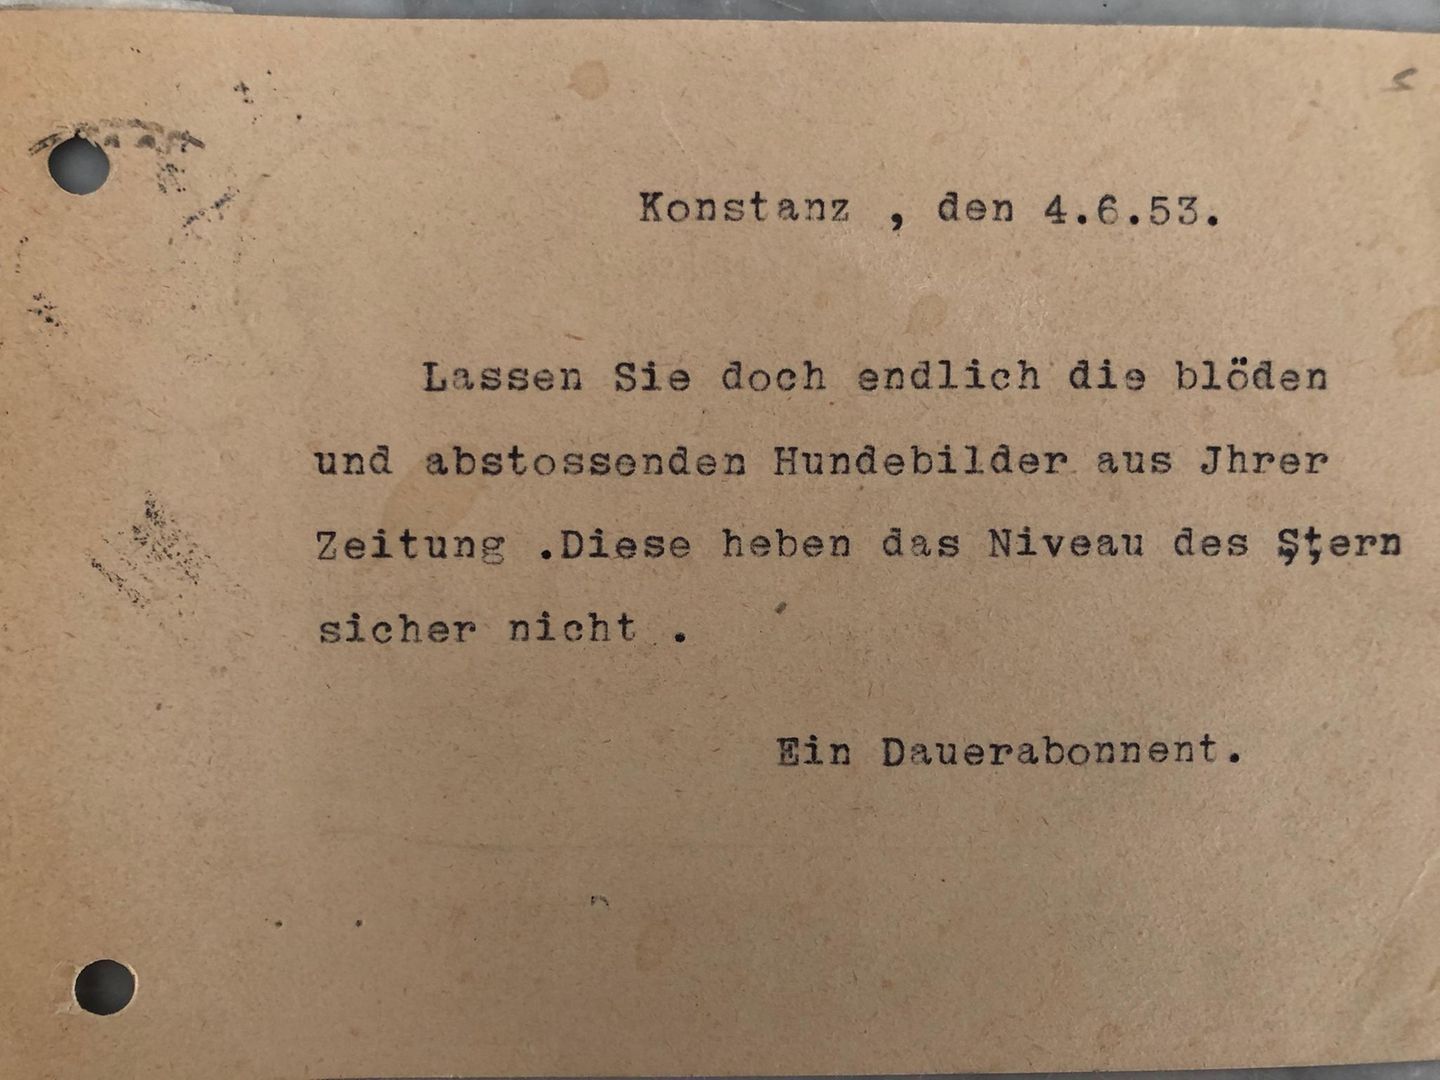 Konstanz , den 4.6.53.
Lassen Sie doch endlich die blöden
und abstossenden Hundebilder aus Jhrer
Zeitung .Diese heben das Niveau des Stern
sicher nicht .
Ein Dauerabonnent.